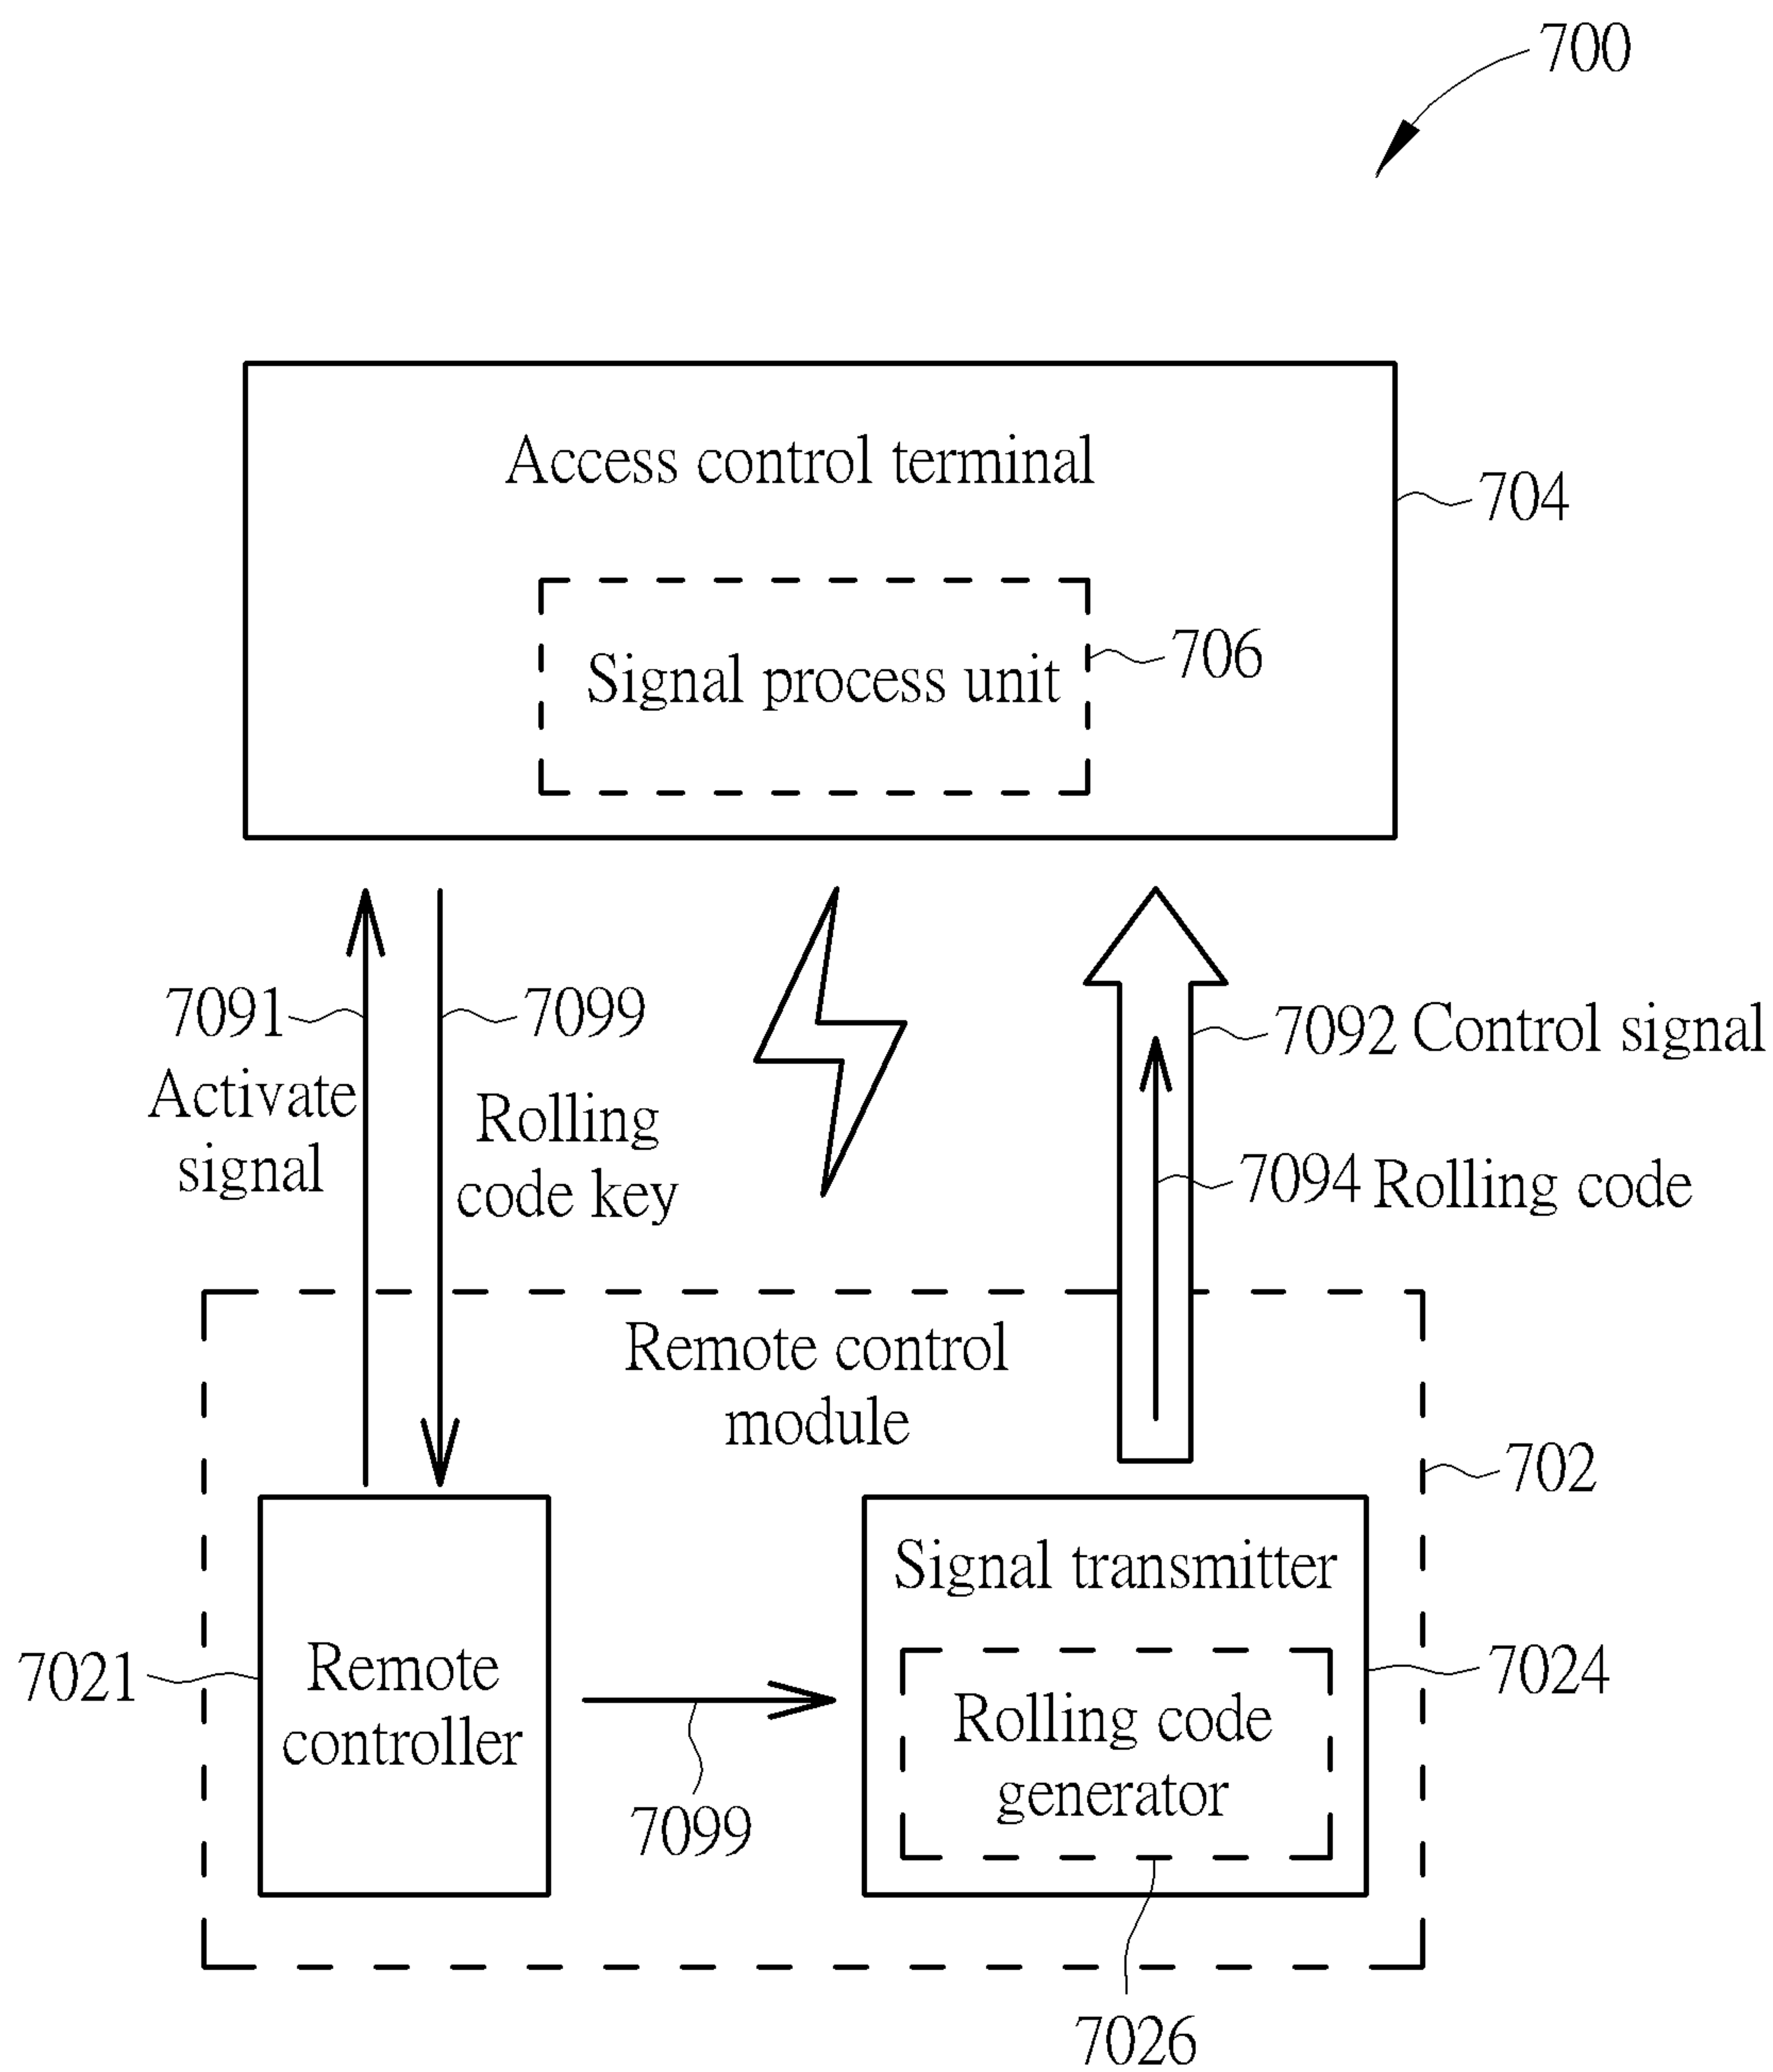 700
Access control terminal
704
Signal process unit
706
7091
Activate
signal
7099
Rolling
code key
7092 Control signal
7094 Rolling code
Remote control
module
702
Remote
controller
7021
7099
Signal transmitter
7024
Rolling code
generator
7026